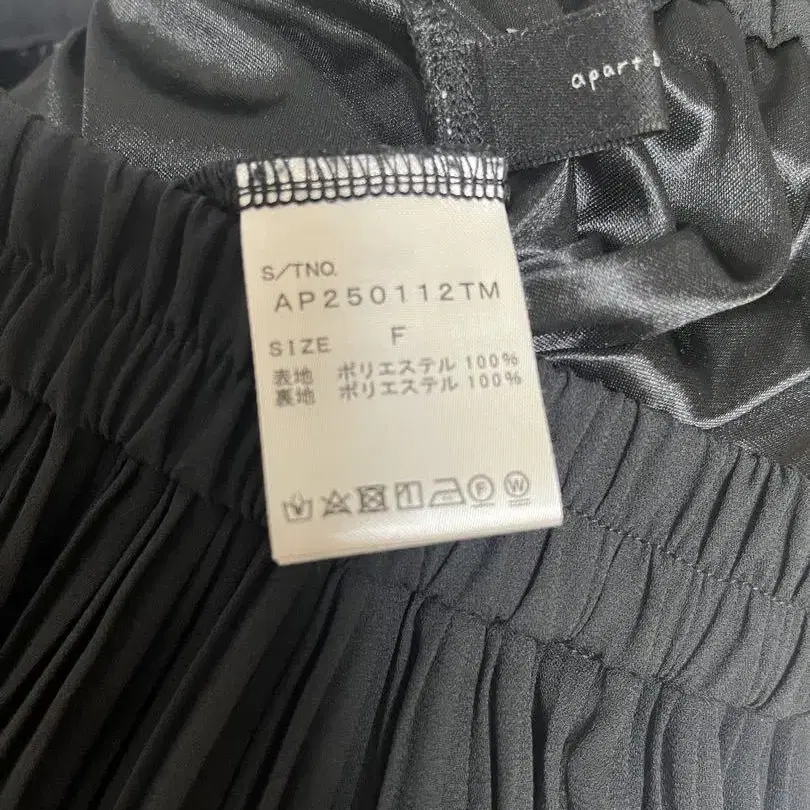 apart
S/TNO.
AP250112TM
SIZE F
表地 ポリエステル 100%
裏地 ポリエステル 100%
F W